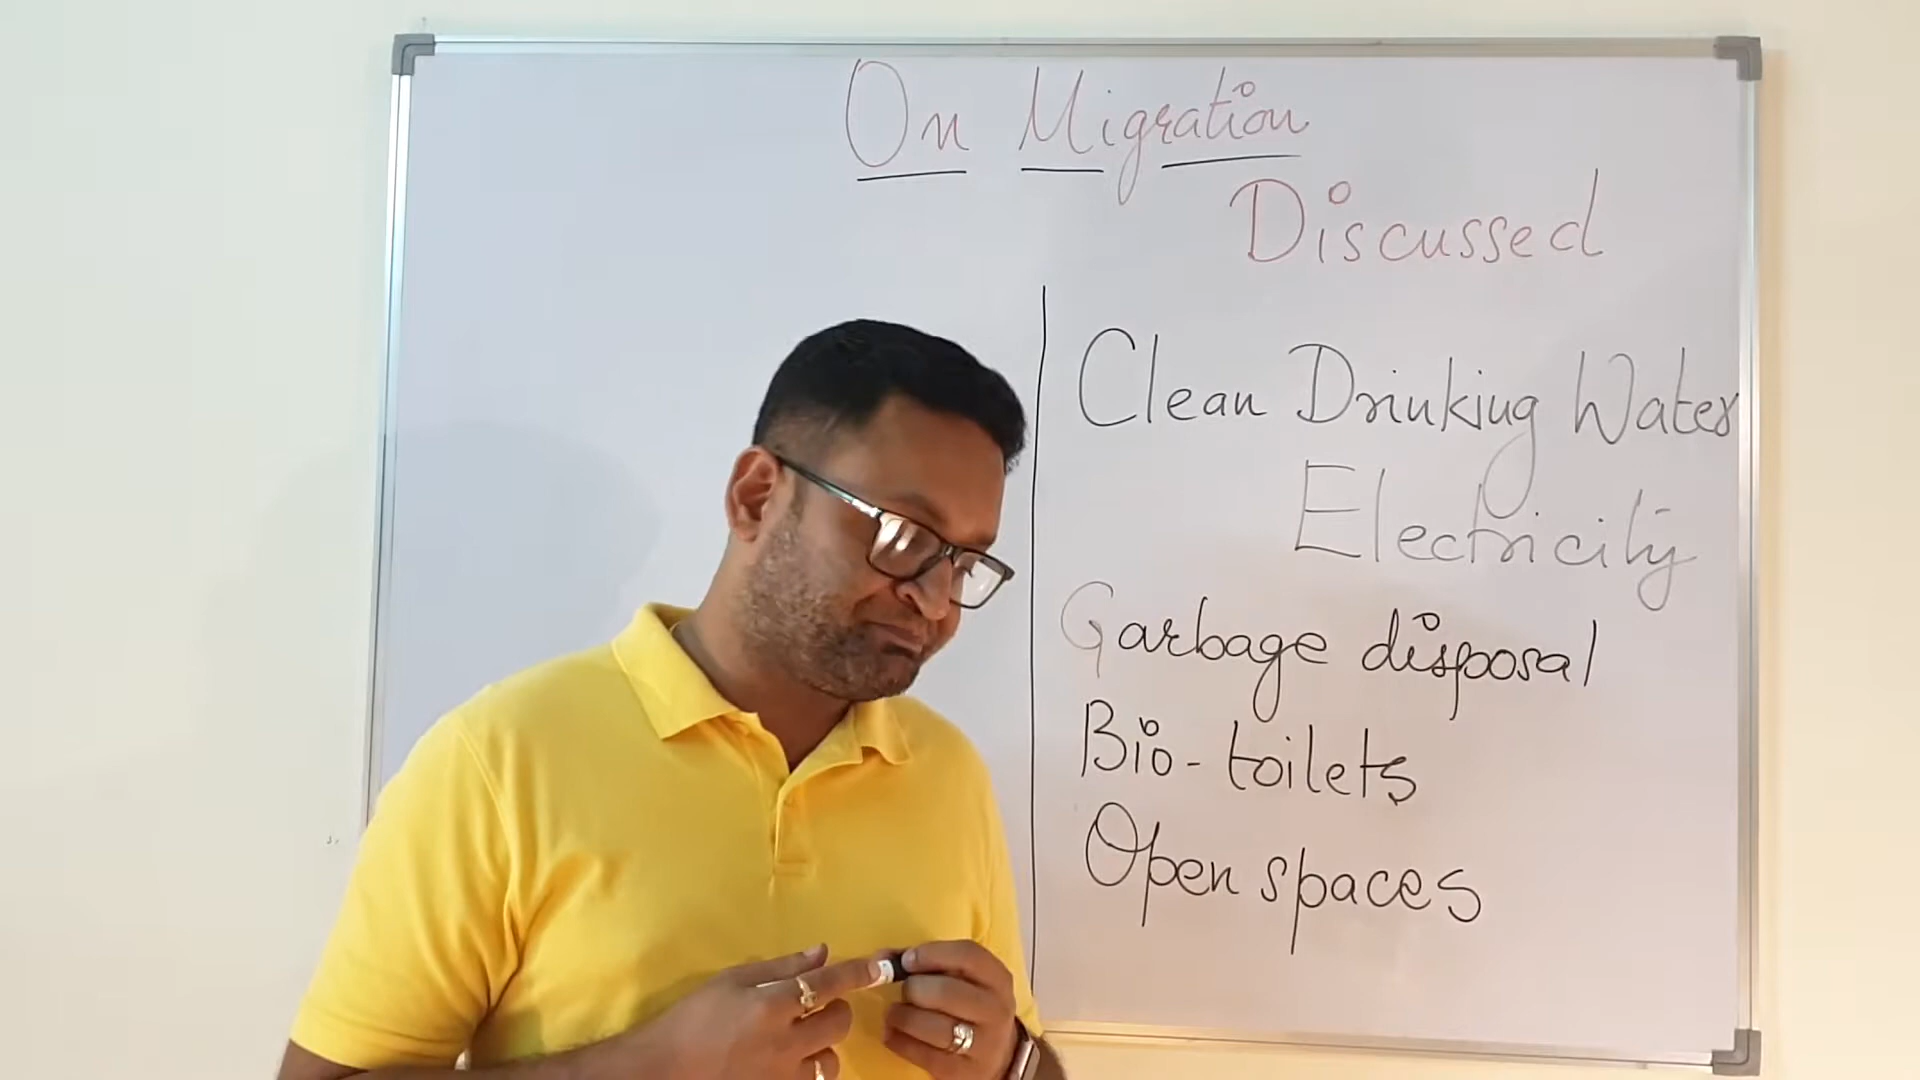 On Migration
Discussed
Clean Drinking Water
Electricity
Garbage disposal
Bio-toilets
Open spaces